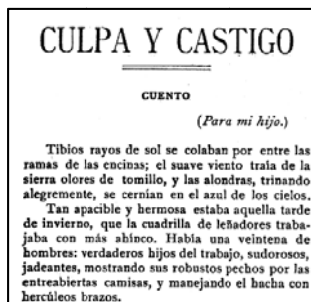 CULPA Y CASTIGO
CUENTO
(Para mi hijo.)
Tibios rayos de sol se colaban por entre las
ramas de las encinas; el suave viento traía de la
sierra olores de tomillo, y las alondras, trinando
alegremente, se cernían en el azul de los cielos.
Tan apacible y hermosa estaba aquella tarde
de invierno, que la cuadrilla de leñadores traba-
jaba con más ahinco. Había una veintena de
hombres: verdaderos hijos del trabajo, sudorosos,
jadeantes, mostrando sus robustos pechos por las
entreabiertas camisas, y manejando el hacha con
hercúleos brazos.